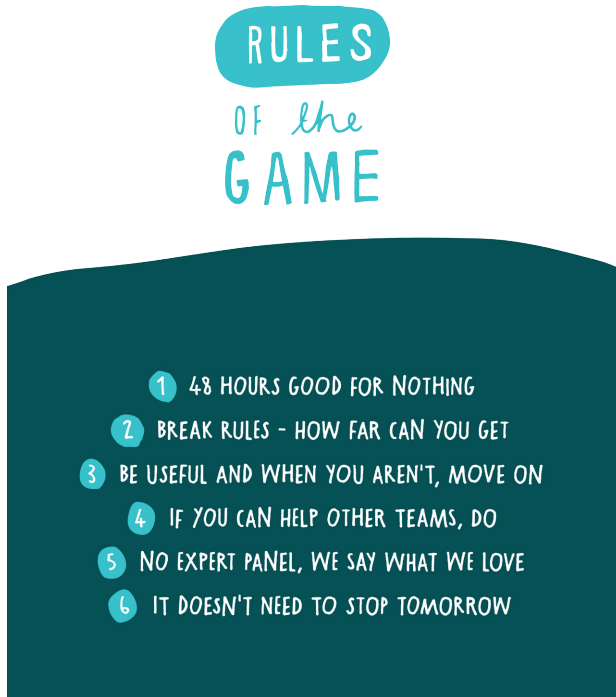 RULES
OF the
GAME
1 48 HOURS GOOD FOR NOTHING
2 BREAK RULES - HOW FAR CAN YOU GET
3 BE USEFUL AND WHEN YOU AREN'T, MOVE ON
4 IF YOU CAN HELP OTHER TEAMS, DO
5 NO EXPERT PANEL, WE SAY WHAT WE LOVE
6 IT DOESN'T NEED TO STOP TOMORROW